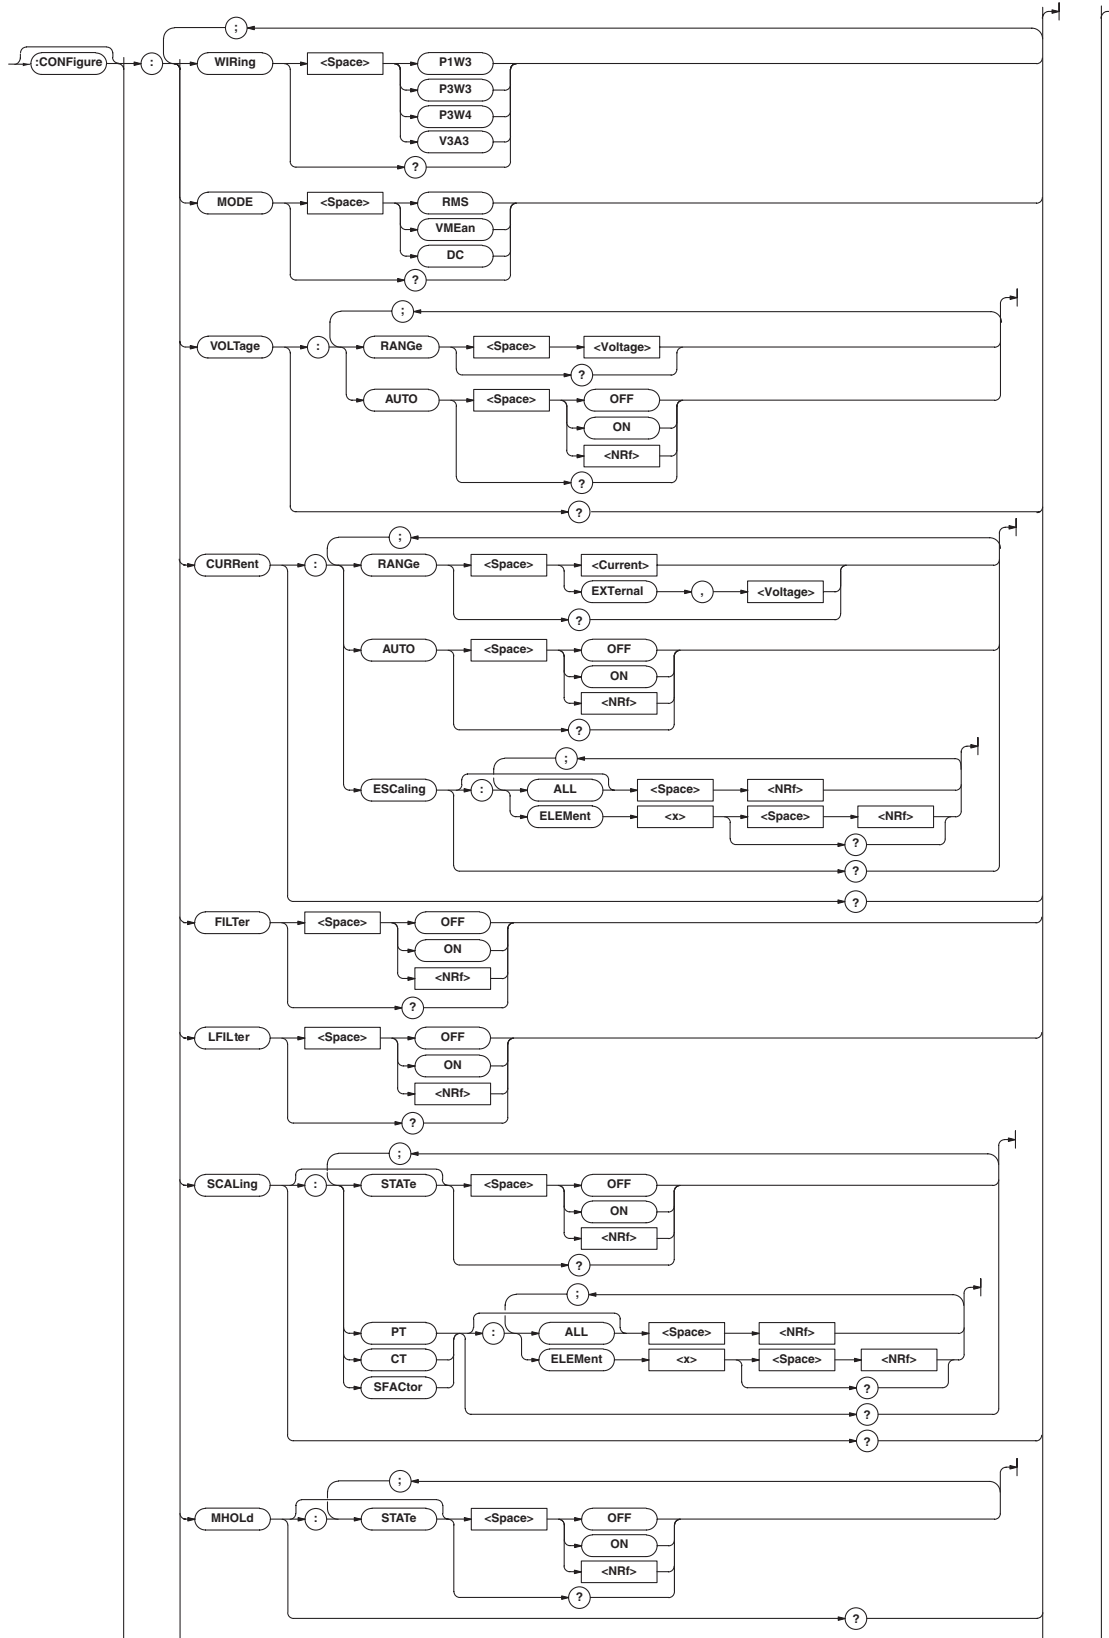 ;
:CONFigure : WIRing <Space> P1W3
P3W3
P3W4
V3A3
?
MODE <Space> RMS
VMEan
DC
?
;
VOLTage : RANGe <Space> <Voltage>
?
AUTO <Space> OFF
ON
<NRf>
?
?
;
CURRent : RANGe <Space> <Current>
EXTernal , <Voltage>
?
AUTO <Space> OFF
ON
<NRf>
?
;
ESCaling : ALL <Space> <NRf>
ELEMent <x> <Space> <NRf>
?
?
?
FILTer <Space> OFF
ON
<NRf>
?
LFILter <Space> OFF
ON
<NRf>
?
;
SCALing : STATe <Space> OFF
ON
<NRf>
?
;
PT : ALL <Space> <NRf>
CT ELEMent <x> <Space> <NRf>
SFACtor ?
?
?
;
MHOLd : STATe <Space> OFF
ON
<NRf>
?
?